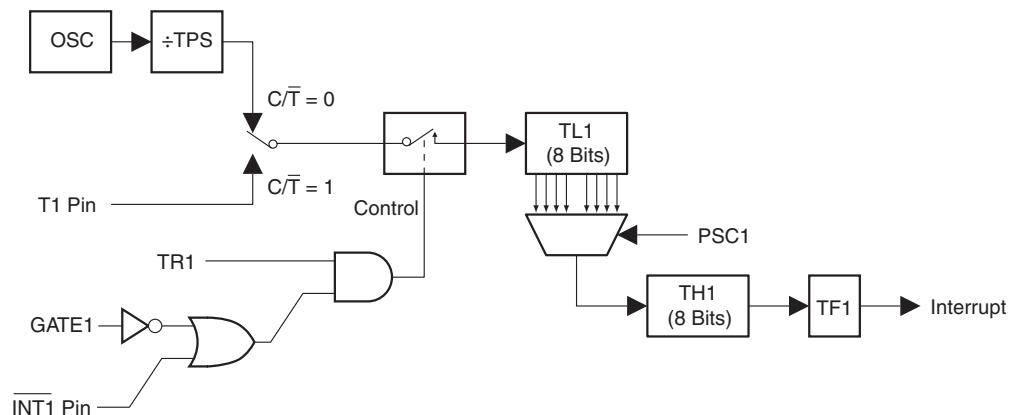 OSC
÷TPS
C/T̅ = 0
TL1
(8 Bits)
C/T̅ = 1
T1 Pin
Control
PSC1
TR1
TH1
(8 Bits)
TF1
Interrupt
GATE1
I̅N̅T̅1̅ Pin